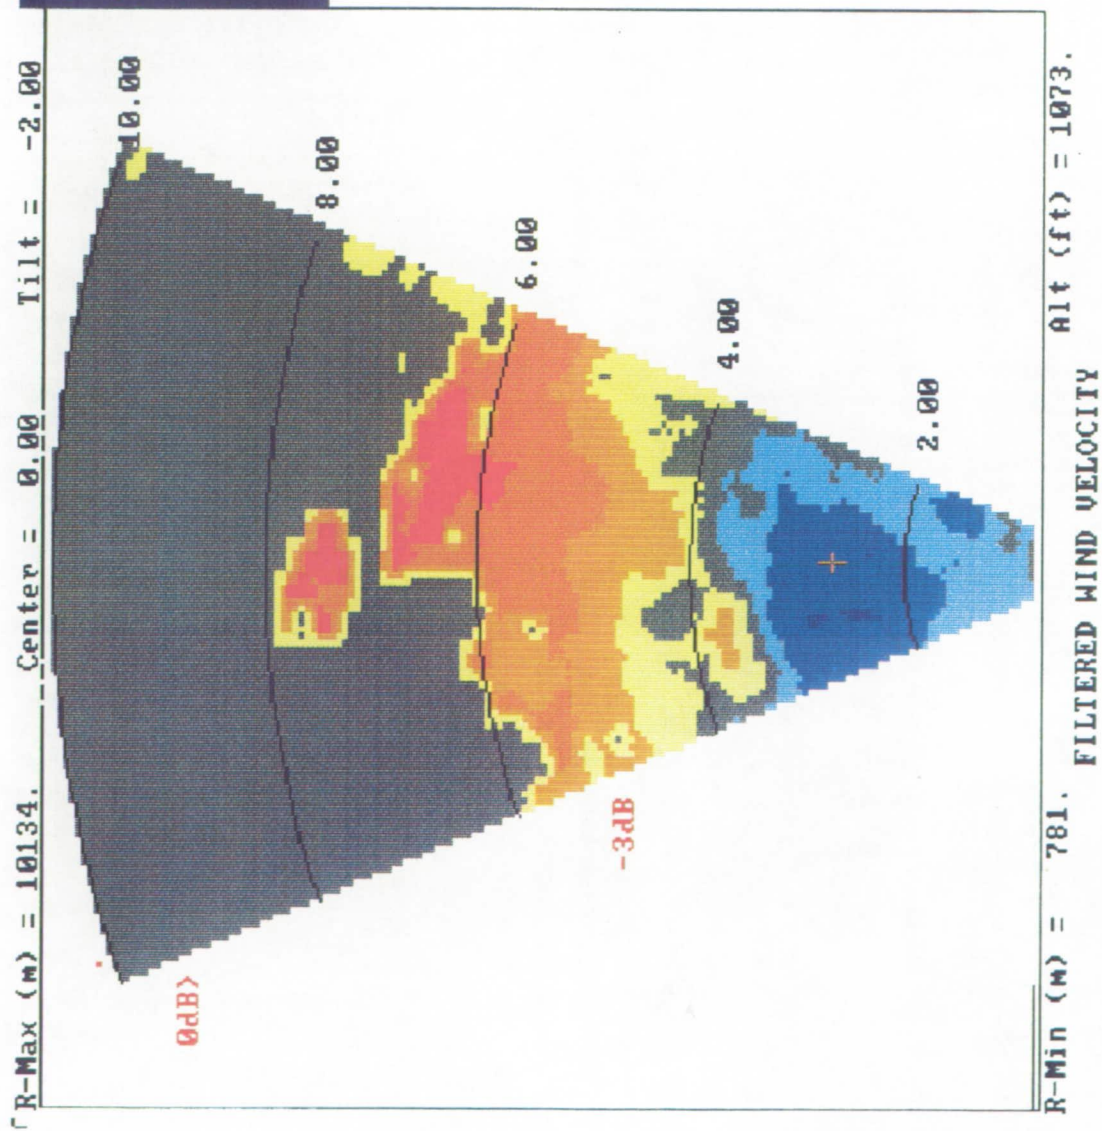 R-Max (m) = 10134. Center = 0.00 Tilt = -2.00
10.00
8.00
6.00
4.00
2.00
0dB>
-3dB
R-Min (m) = 781. Alt (ft) = 1073.
FILTERED WIND VELOCITY